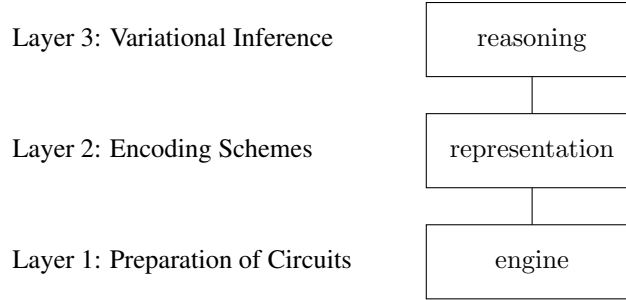 Layer 3: Variational Inference
reasoning
Layer 2: Encoding Schemes
representation
Layer 1: Preparation of Circuits
engine